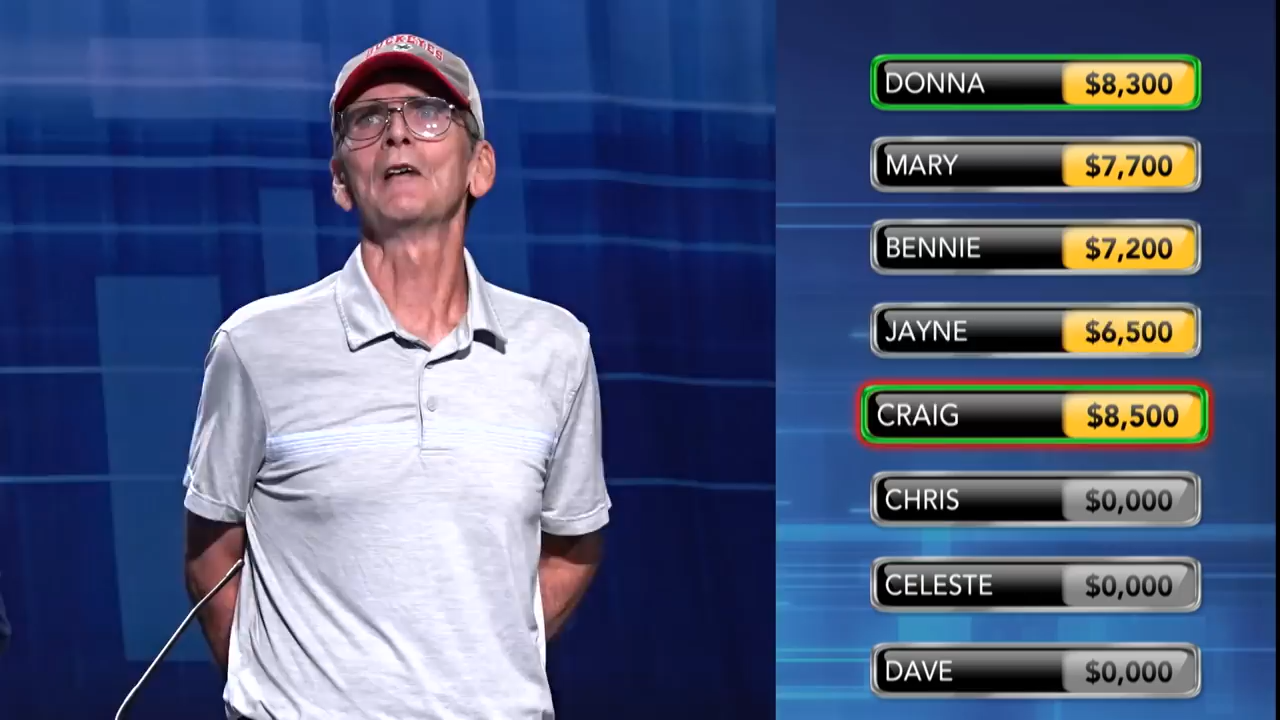 BUCKEYES
DONNA $8,300
MARY $7,700
BENNIE $7,200
JAYNE $6,500
CRAIG $8,500
CHRIS $0,000
CELESTE $0,000
DAVE $0,000